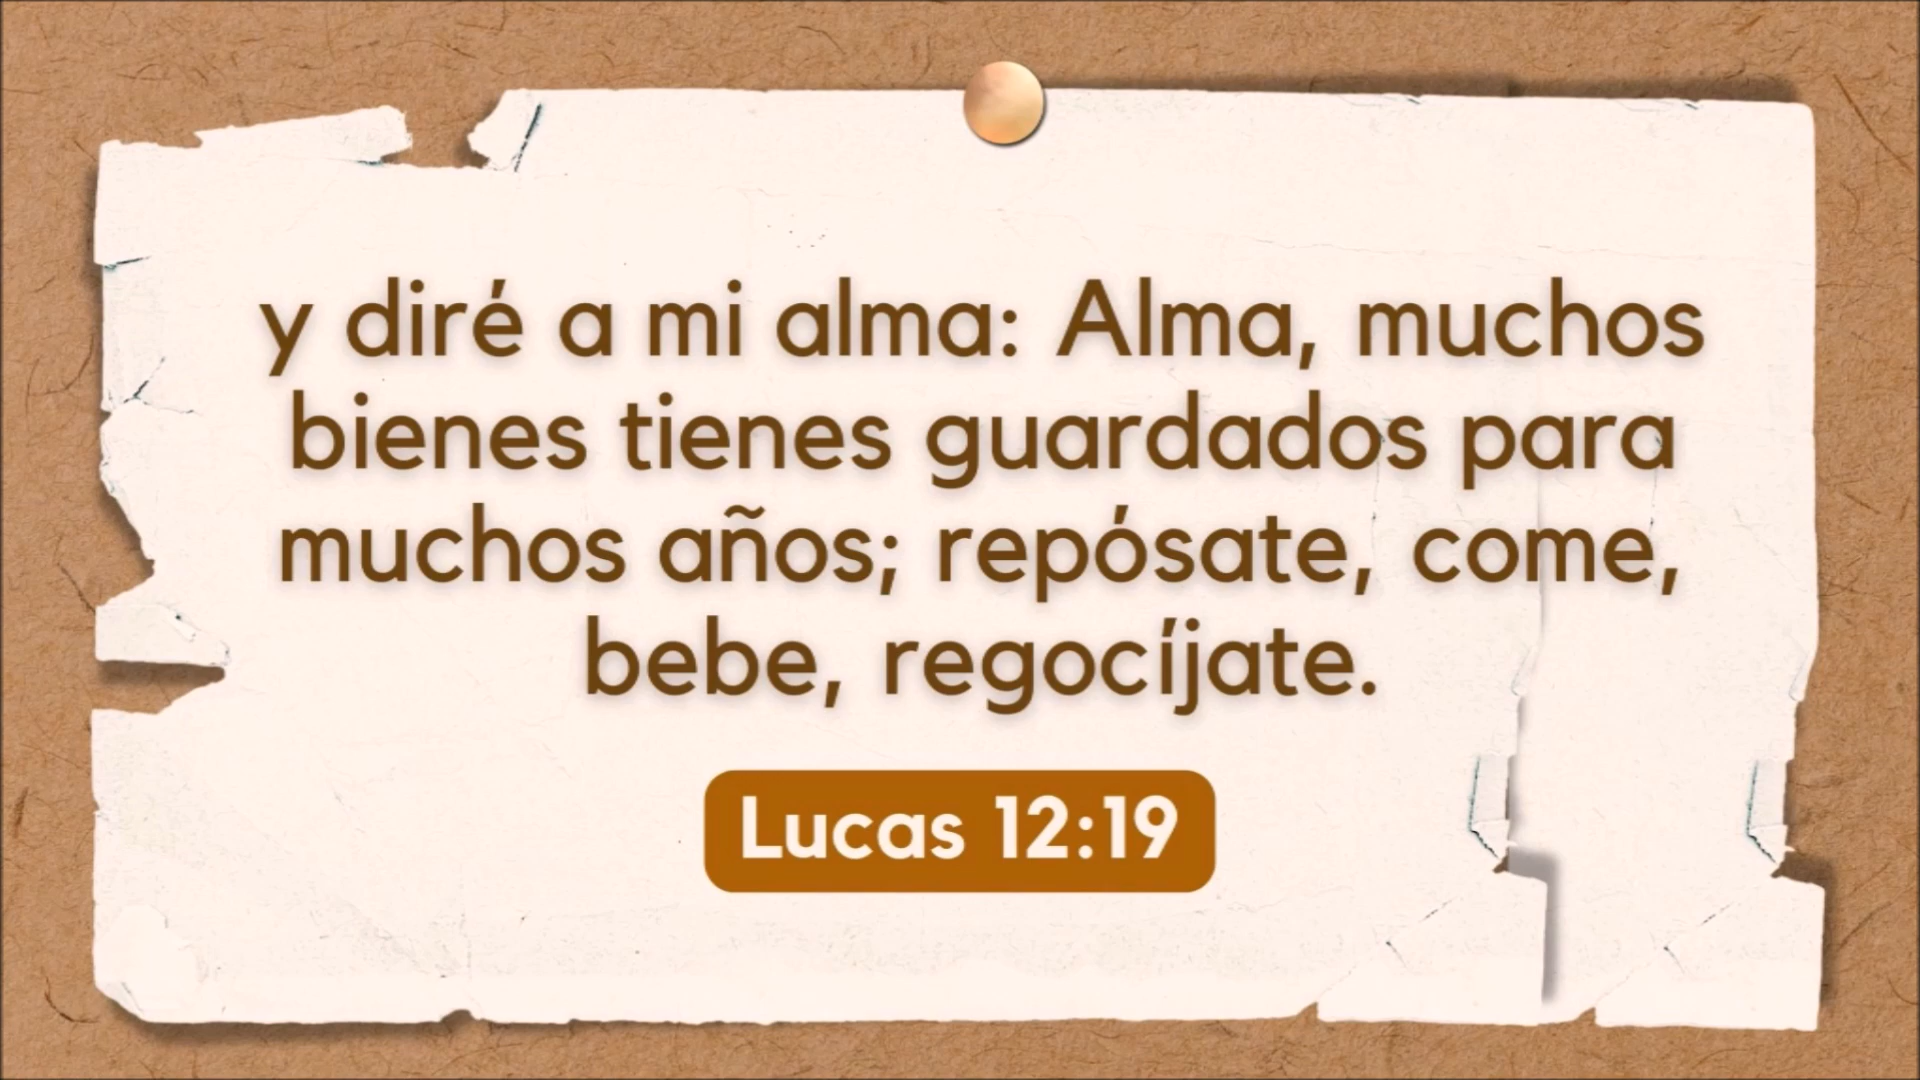 y diré a mi alma: Alma, muchos
bienes tienes guardados para
muchos años; repósate, come,
bebe, regocíjate.
Lucas 12:19